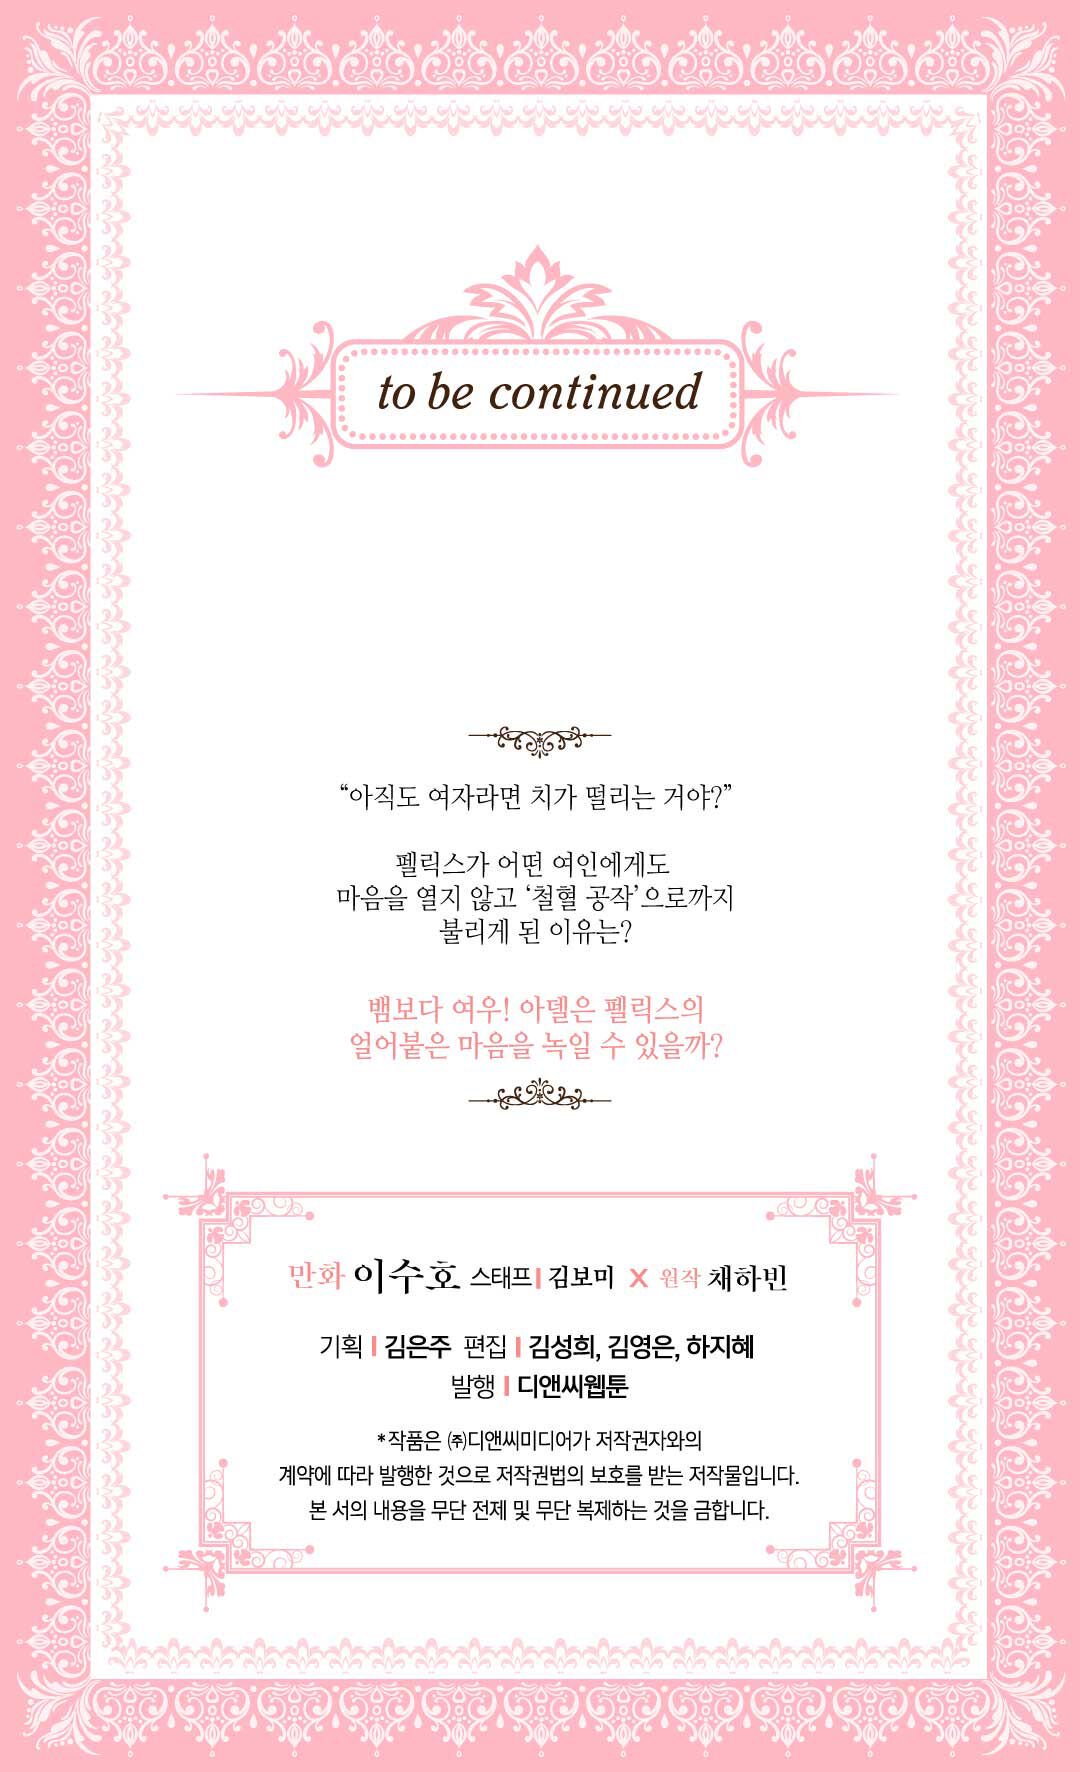 to be continued
“아직도 여자라면 치가 떨리는 거야?”
펠릭스가 어떤 여인에게도
마음을 열지 않고 ‘철혈 공작’으로까지
불리게 된 이유는?
뱀보다 여우! 아델은 펠릭스의
얼어붙은 마음을 녹일 수 있을까?
만화 이수호 스태프 | 김보미 X 원작 채하빈
기획 | 김은주 편집 | 김성희, 김영은, 하지혜
발행 | 디앤씨웹툰
*작품은 ㈜디앤씨미디어가 저작권자와의
계약에 따라 발행한 것으로 저작권법의 보호를 받는 저작물입니다.
본 서의 내용을 무단 전제 및 무단 복제하는 것을 금합니다.